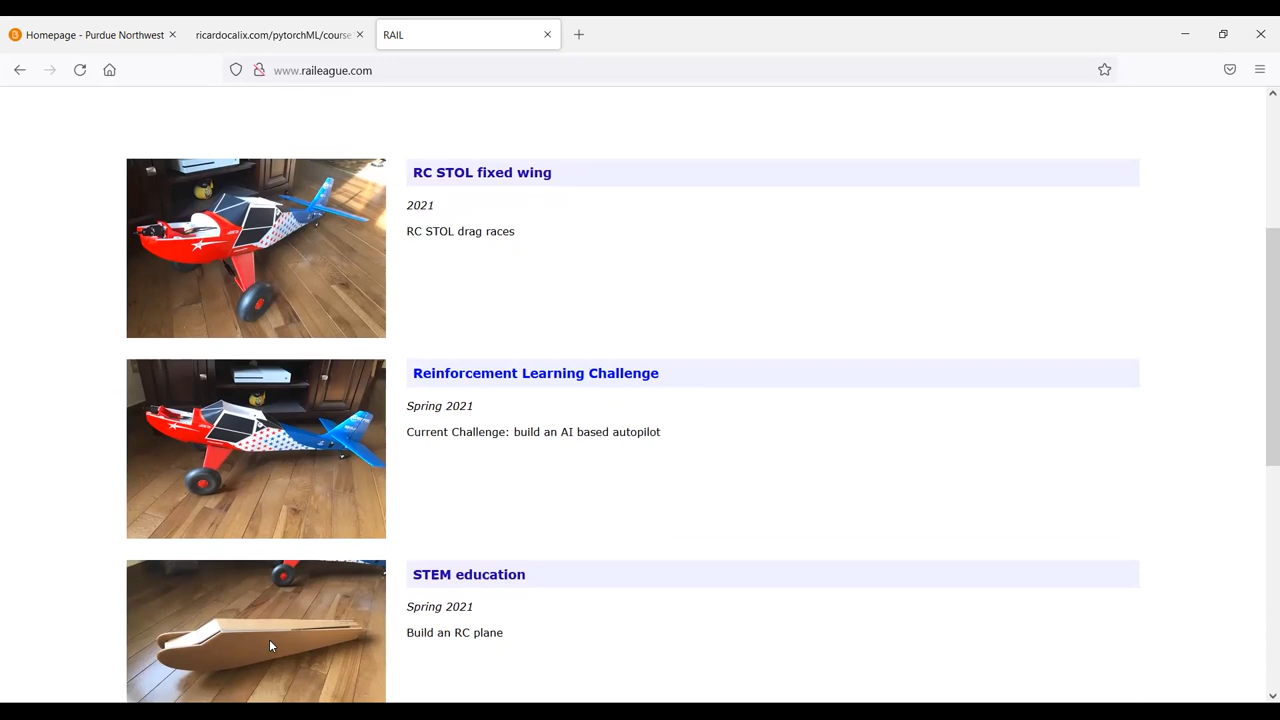 Homepage - Purdue Northwest
ricardocalix.com/pytorchML/course
RAIL
www.raileague.com
RC STOL fixed wing
2021
RC STOL drag races
Reinforcement Learning Challenge
Spring 2021
Current Challenge: build an AI based autopilot
STEM education
Spring 2021
Build an RC plane